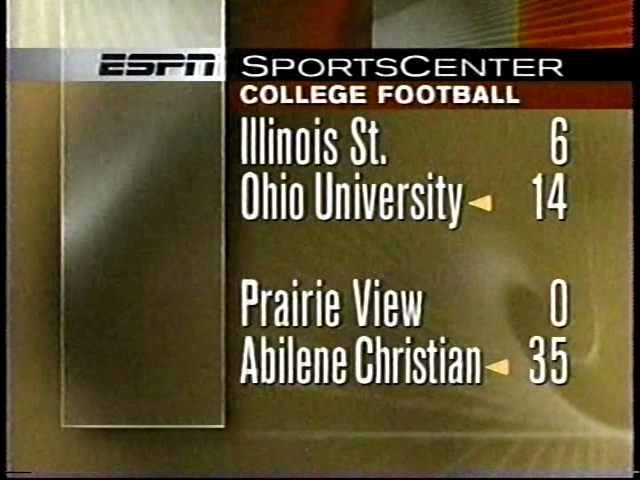 ESPN SPORTSCENTER
COLLEGE FOOTBALL
Illinois St. 6
Ohio University 14
Prairie View 0
Abilene Christian 35